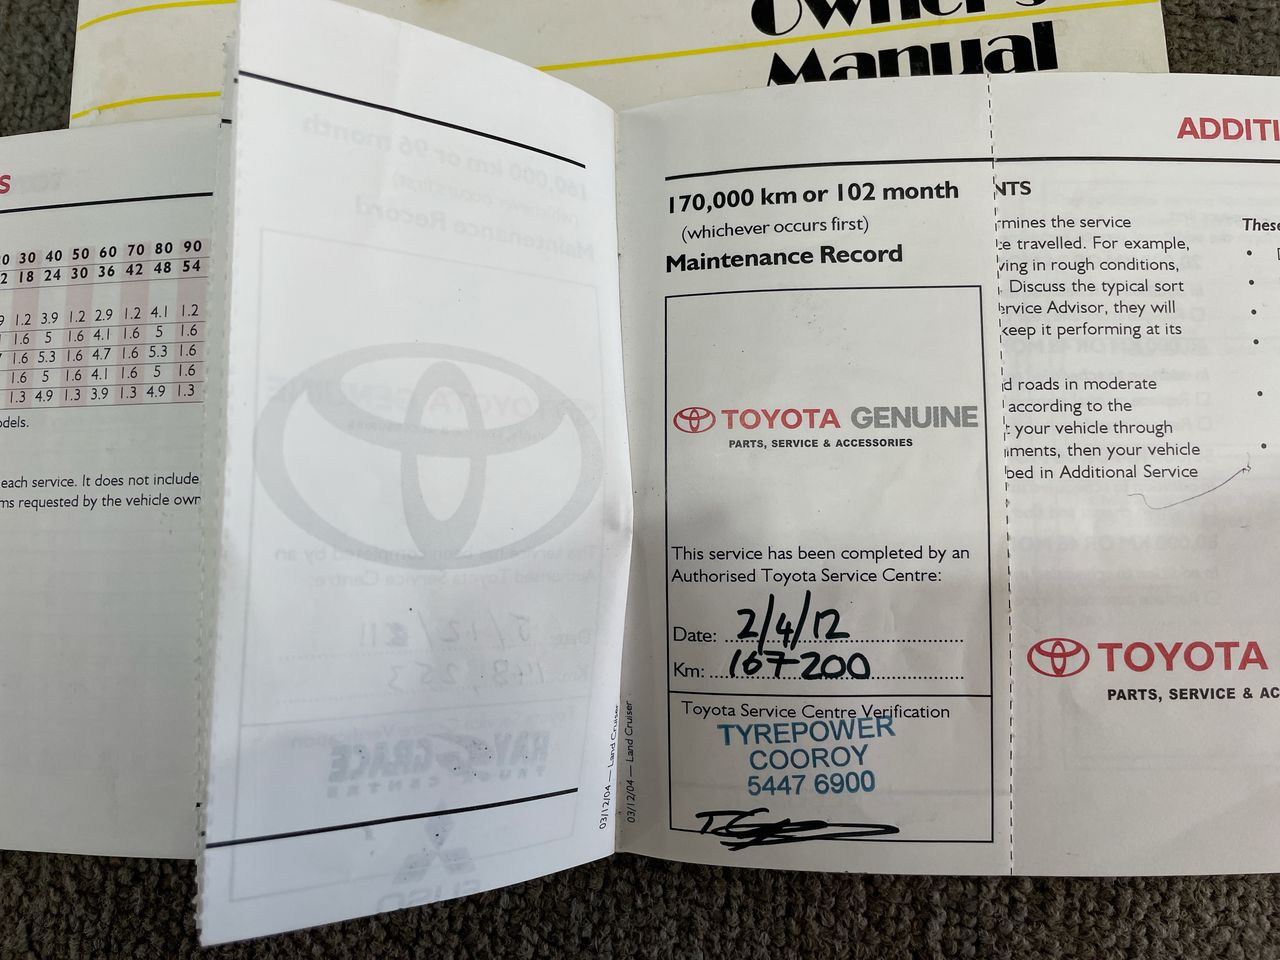 Owner's
Manual
S
0 30 40 50 60 70 80 90
2 18 24 30 36 42 48 54
9 1.2 3.9 1.2 2.9 1.2 4.1 1.2
1.6 5 1.6 4.1 1.6 5 1.6
1.6 5.3 1.6 4.7 1.6 5.3 1.6
1.6 5 1.6 4.1 1.6 5 1.6
1.3 4.9 1.3 3.9 1.3 4.9 1.3
odels.
each service. It does not include
ms requested by the vehicle own
03/12/04 — Land Cruiser
03/12/04 — Land Cruiser
170,000 km or 102 month
(whichever occurs first)
Maintenance Record
TOYOTA GENUINE
PARTS, SERVICE & ACCESSORIES
This service has been completed by an
Authorised Toyota Service Centre:
Date: 2/4/12
Km: 167200
Toyota Service Centre Verification
TYREPOWER
COOROY
5447 6900
ADDITI
NTS
rmines the service
ce travelled. For example,
ving in rough conditions,
. Discuss the typical sort
ervice Advisor, they will
keep it performing at its
d roads in moderate
according to the
t your vehicle through
nments, then your vehicle
bed in Additional Service
These
TOYOTA
PARTS, SERVICE & AC